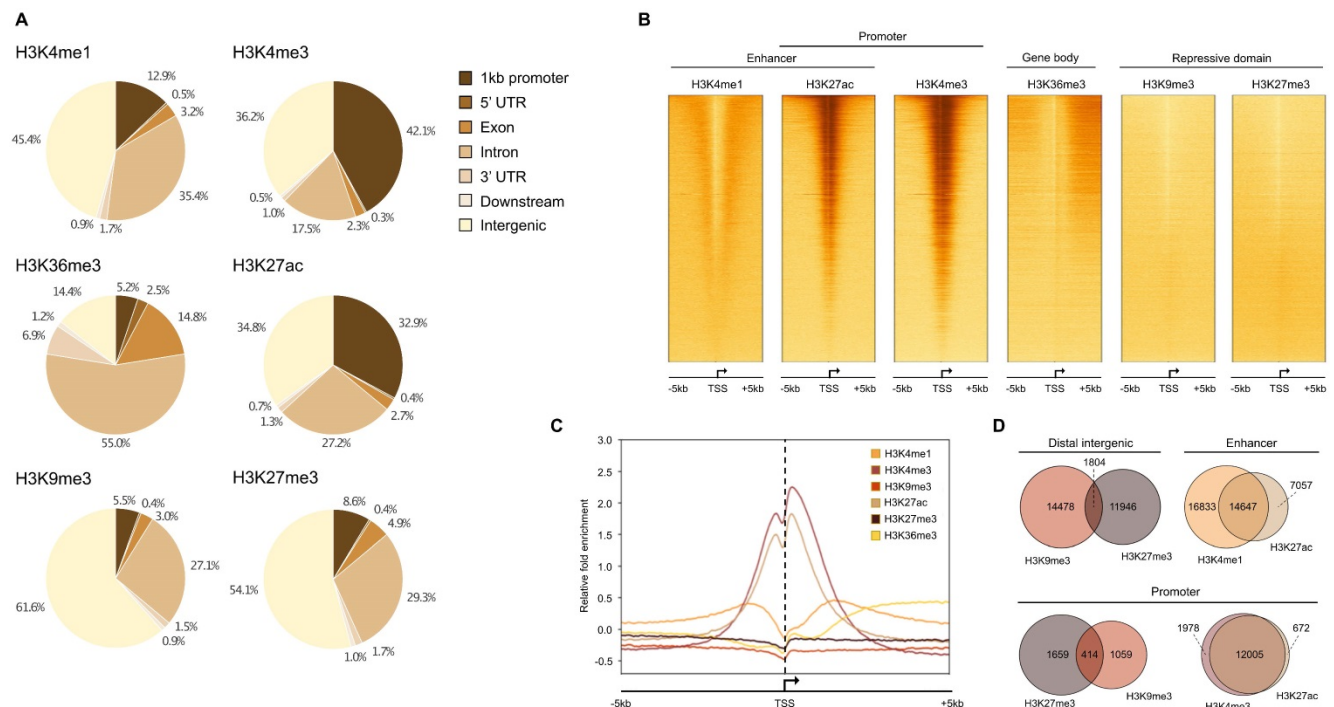 A
H3K4me1
12.9%
0.5%
3.2%
35.4%
1.7%
0.9%
45.4%
H3K4me3
42.1%
0.3%
2.3%
17.5%
1.0%
0.5%
36.2%
1kb promoter
5' UTR
Exon
Intron
3' UTR
Downstream
Intergenic
H3K36me3
5.2%
2.5%
14.8%
55.0%
6.9%
1.2%
14.4%
H3K27ac
32.9%
0.4%
2.7%
27.2%
1.3%
0.7%
34.8%
H3K9me3
5.5%
0.4%
3.0%
27.1%
1.5%
0.9%
61.6%
H3K27me3
8.6%
0.4%
4.9%
29.3%
1.7%
1.0%
54.1%
B
Promoter
Enhancer
Gene body
Repressive domain
H3K4me1
H3K27ac
H3K4me3
H3K36me3
H3K9me3
H3K27me3
-5kb TSS +5kb
-5kb TSS +5kb
-5kb TSS +5kb
-5kb TSS +5kb
-5kb TSS +5kb
-5kb TSS +5kb
C
Relative fold enrichment
3.0
2.5
2.0
1.5
1.0
0.5
0.0
-0.5
H3K4me1
H3K4me3
H3K9me3
H3K27ac
H3K27me3
H3K36me3
-5kb TSS +5kb
D
Distal intergenic
1804
14478
11946
H3K9me3
H3K27me3
Enhancer
7057
16833
14647
H3K4me1
H3K27ac
Promoter
1659
414
1059
H3K27me3
H3K9me3
1978
672
12005
H3K4me3
H3K27ac